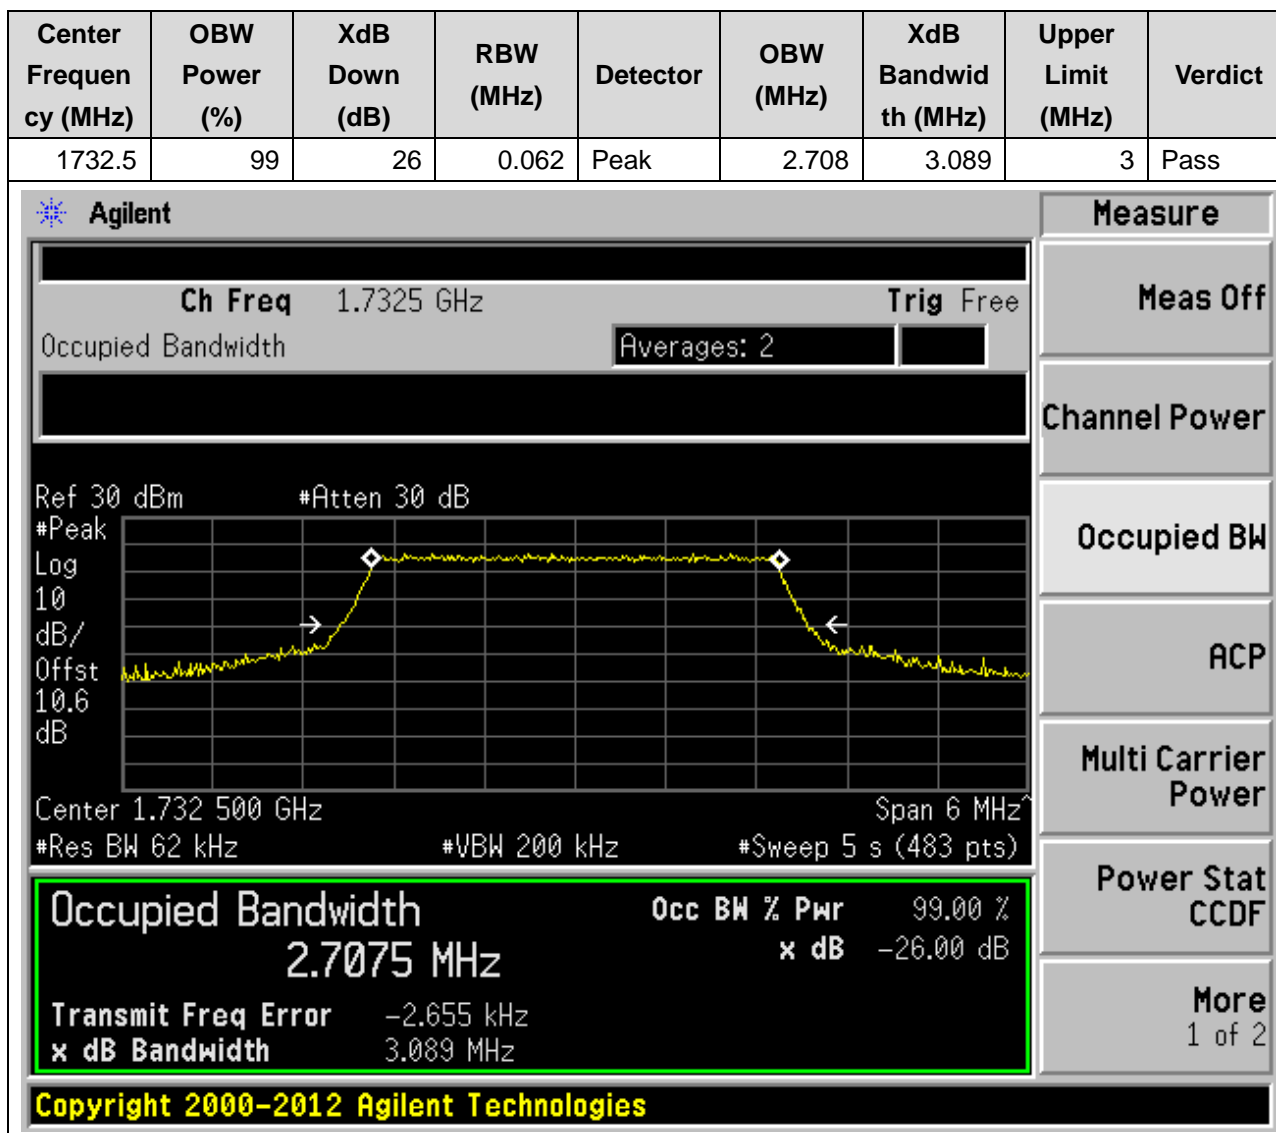 Center Frequen cy (MHz)
OBW Power (%)
XdB Down (dB)
RBW (MHz)
Detector
OBW (MHz)
XdB Bandwid th (MHz)
Upper Limit (MHz)
Verdict
1732.5 99 26 0.062 Peak 2.708 3.089 3 Pass
Agilent
Ch Freq 1.7325 GHz Trig Free
Occupied Bandwidth Averages: 2
Ref 30 dBm #Atten 30 dB
#Peak
Log
10
dB/
Offst
10.6
dB
Center 1.732 500 GHz Span 6 MHz^
#Res BW 62 kHz #VBW 200 kHz #Sweep 5 s (483 pts)
Occupied Bandwidth Occ BW % Pwr 99.00 %
2.7075 MHz x dB -26.00 dB
Transmit Freq Error -2.655 kHz
x dB Bandwidth 3.089 MHz
Copyright 2000-2012 Agilent Technologies
Measure
Meas Off
Channel Power
Occupied BW
ACP
Multi Carrier
Power
Power Stat
CCDF
More
1 of 2